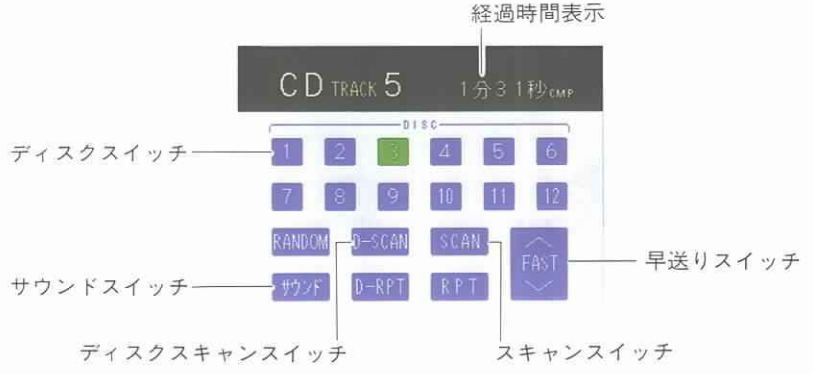 経過時間表示
CD TRACK 5 1分31秒 CMP
DISC
ディスクスイッチ 1 2 3 4 5 6
7 8 9 10 11 12
RANDOM D-SCAN SCAN FAST 早送りスイッチ
サウンドスイッチ サウンド D-RPT RPT
ディスクスキャンスイッチ スキャンスイッチ